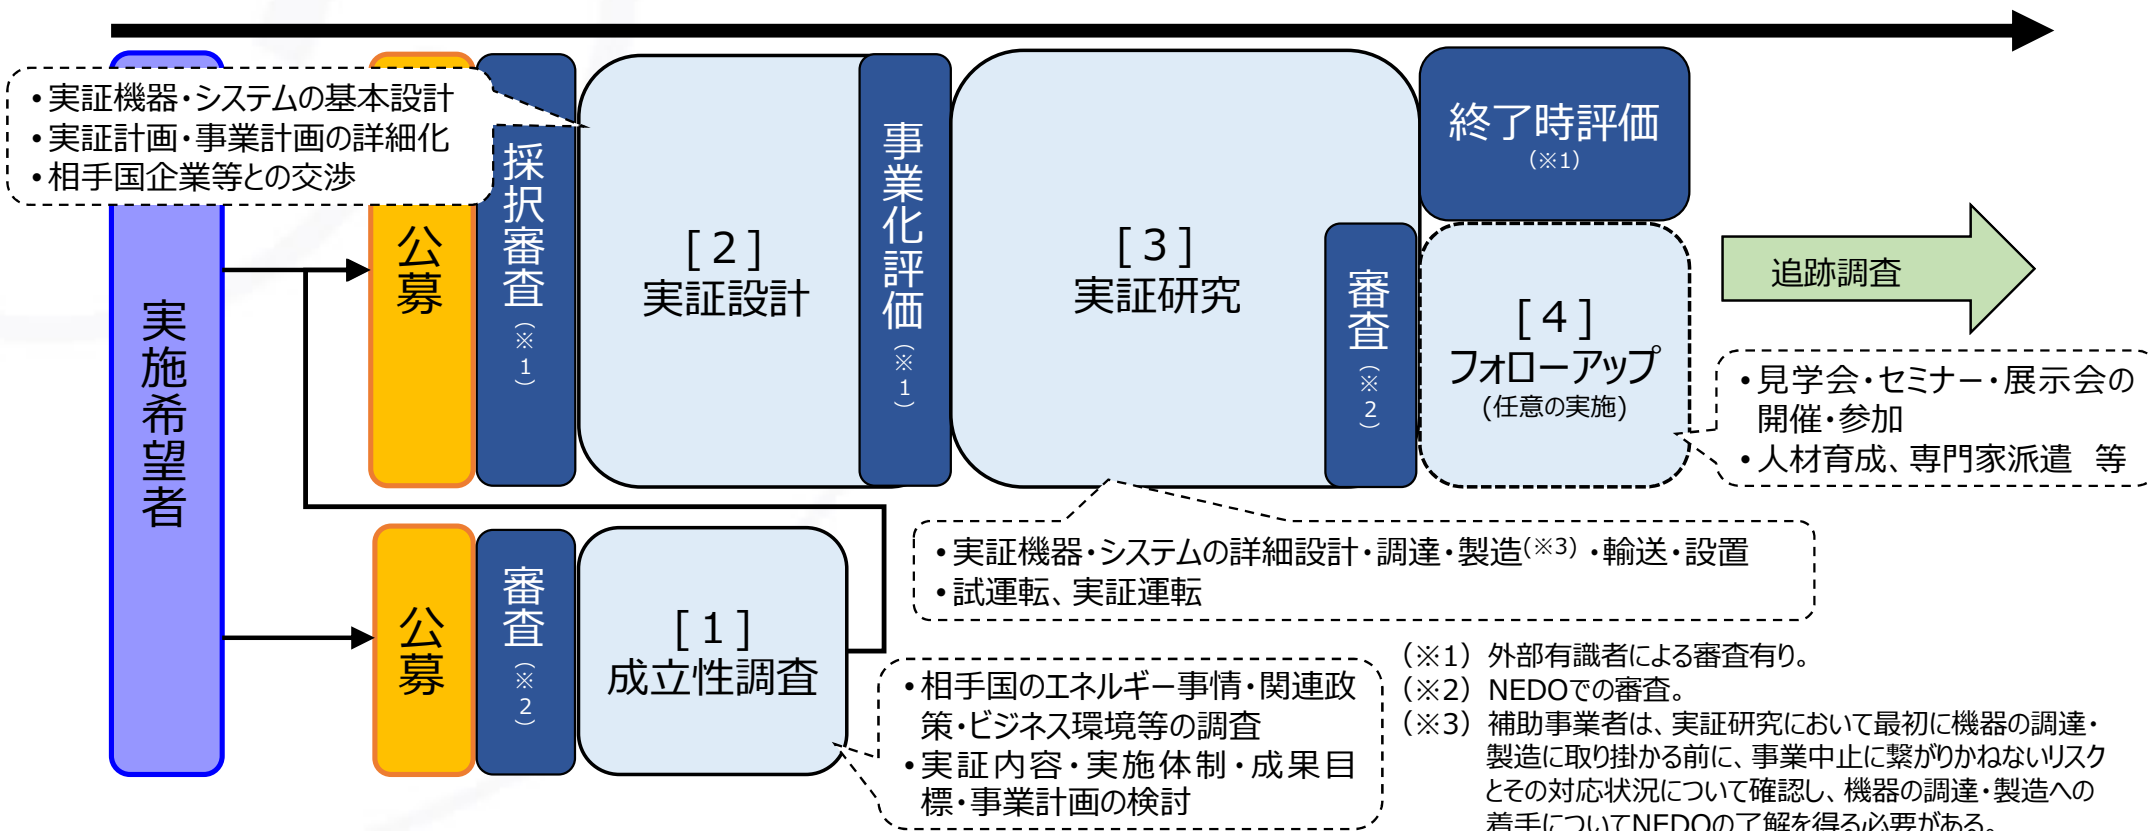 ・実証機器・システムの基本設計
・実証計画・事業計画の詳細化
・相手国企業等との交渉
実施希望者
公募
採択審査(※1)
[2]
実証設計
事業化評価(※1)
[3]
実証研究
審査(※2)
終了時評価
(※1)
[4]
フォローアップ
(任意の実施)
追跡調査
・見学会・セミナー・展示会の
開催・参加
・人材育成、専門家派遣 等
・実証機器・システムの詳細設計・調達・製造(※3)・輸送・設置
・試運転、実証運転
公募
審査(※2)
[1]
成立性調査
・相手国のエネルギー事情・関連政
策・ビジネス環境等の調査
・実証内容・実施体制・成果目
標・事業計画の検討
(※1) 外部有識者による審査有り。
(※2) NEDOでの審査。
(※3) 補助事業者は、実証研究において最初に機器の調達・
製造に取り掛かる前に、事業中止に繋がりかねないリスク
とその対応状況について確認し、機器の調達・製造への
着手についてNEDOの了解を得る必要がある。